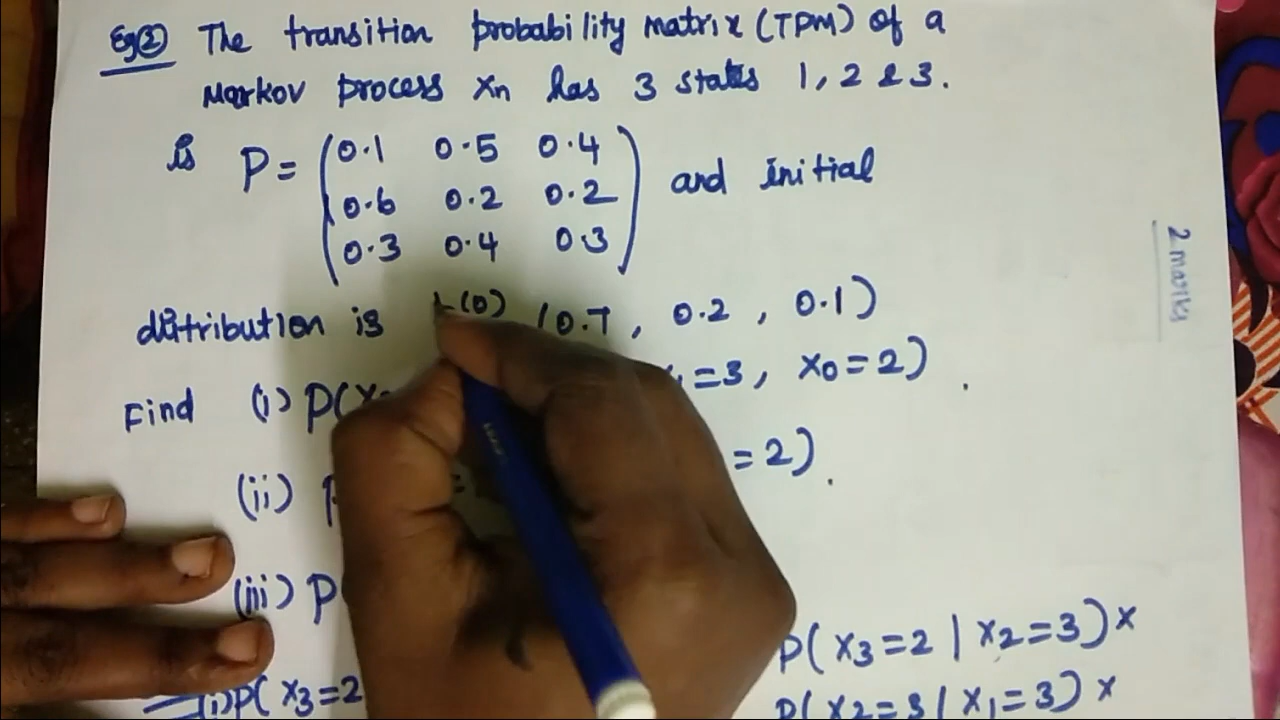 Eg② The transition probability matrix (TPM) of a
Markov process Xn has 3 states 1, 2 & 3.
is P = (0.1 0.5 0.4 and initial
0.6 0.2 0.2
0.3 0.4 0.3)
distribution is (0) (0.7, 0.2, 0.1)
Find (i) P(X =3, X0=2).
(ii) P =2).
(iii) P
(i) P( X3=2 P( X3=2 | X2=3) x
P( X2=3 | X1=3) x
2 marks